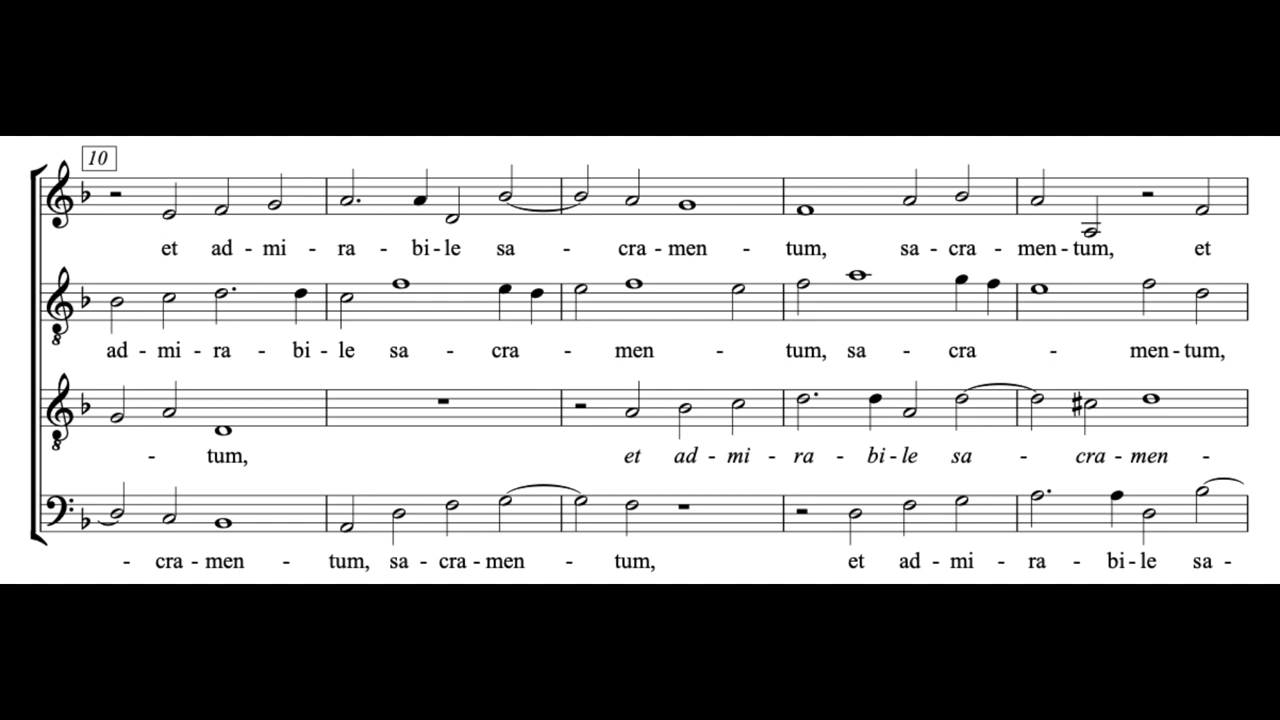 10
et ad - mi - ra - bi - le sa - cra - men - tum, sa - cra - men - tum, et
ad - mi - ra - bi - le sa - cra - men - tum, sa - cra - men - tum,
- tum, et ad - mi - ra - bi - le sa - cra - men -
- cra - men - tum, sa - cra - men - tum, et ad - mi - ra - bi - le sa -